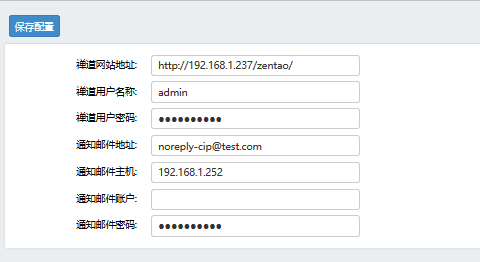 保存配置
禅道网站地址: http://192.168.1.237/zentao/
禅道用户名称: admin
禅道用户密码: ●●●●●●●●●●
通知邮件地址: noreply-cip@test.com
通知邮件主机: 192.168.1.252
通知邮件账户:
通知邮件密码: ●●●●●●●●●●